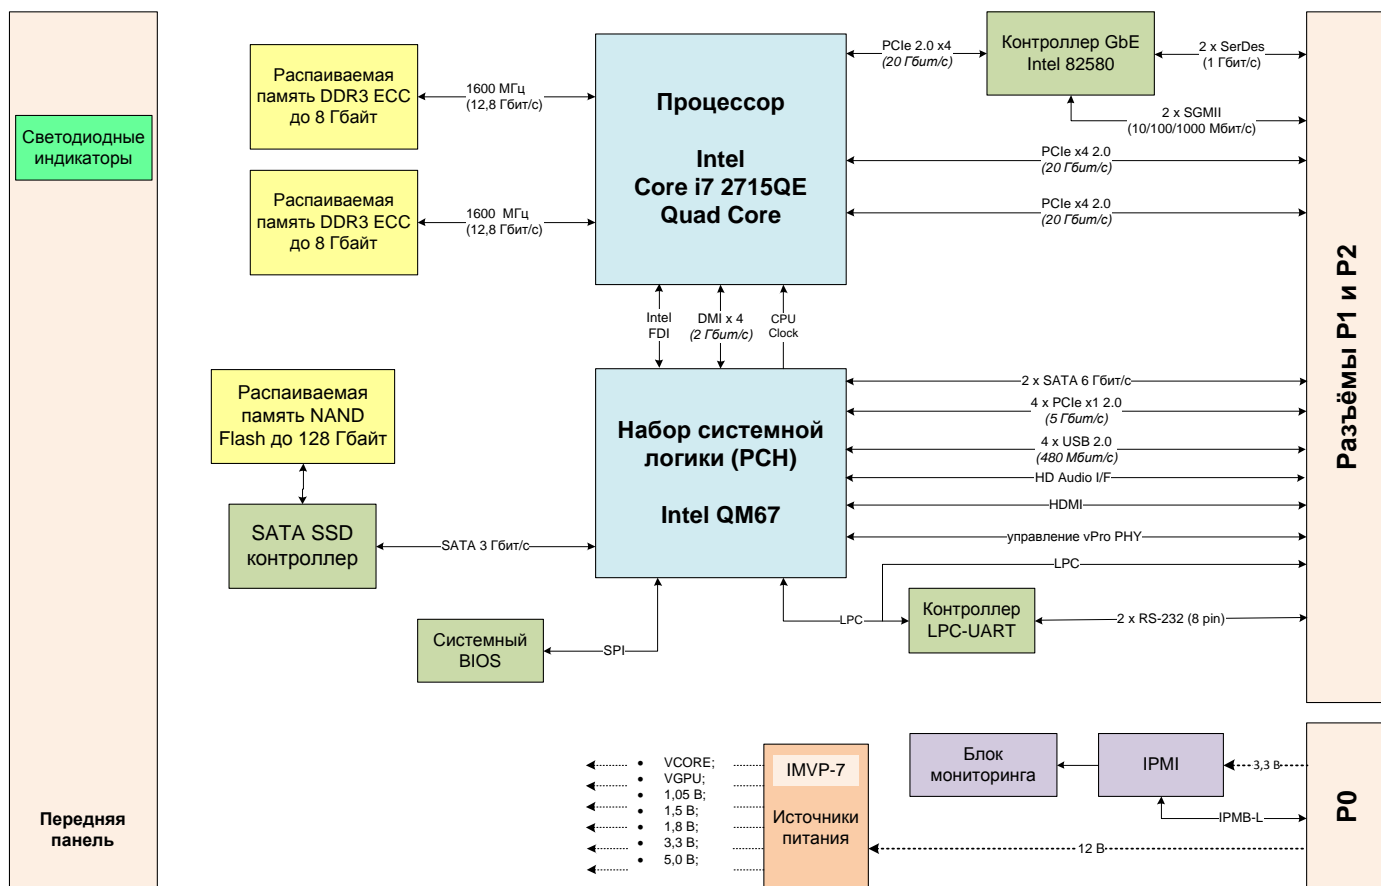 Светодиодные
индикаторы
Передняя
панель
Распаиваемая
память DDR3 ECC
до 8 Гбайт
1600 МГц
(12,8 Гбит/с)
Распаиваемая
память DDR3 ECC
до 8 Гбайт
1600 МГц
(12,8 Гбит/с)
Процессор
Intel
Core i7 2715QE
Quad Core
PCIe 2.0 x4
(20 Гбит/с)
Контроллер GbE
Intel 82580
2 x SerDes
(1 Гбит/с)
2 x SGMII
(10/100/1000 Мбит/с)
PCIe x4 2.0
(20 Гбит/с)
PCIe x4 2.0
(20 Гбит/с)
Разъёмы P1 и P2
Intel
FDI
DMI x 4
(2 Гбит/с)
CPU
Clock
Распаиваемая
память NAND
Flash до 128 Гбайт
SATA SSD
контроллер
SATA 3 Гбит/с
Набор системной
логики (PCH)
Intel QM67
2 x SATA 6 Гбит/с
4 x PCIe x1 2.0
(5 Гбит/с)
4 x USB 2.0
(480 Мбит/с)
HD Audio I/F
HDMI
управление vPro PHY
LPC
LPC
Контроллер
LPC-UART
2 x RS-232 (8 pin)
Системный
BIOS
SPI
• VCORE;
• VGPU;
• 1,05 В;
• 1,5 В;
• 1,8 В;
• 3,3 В;
• 5,0 В;
IMVP-7
Источники
питания
Блок
мониторинга
IPMI
3,3 В
IPMB-L
12 В
P0